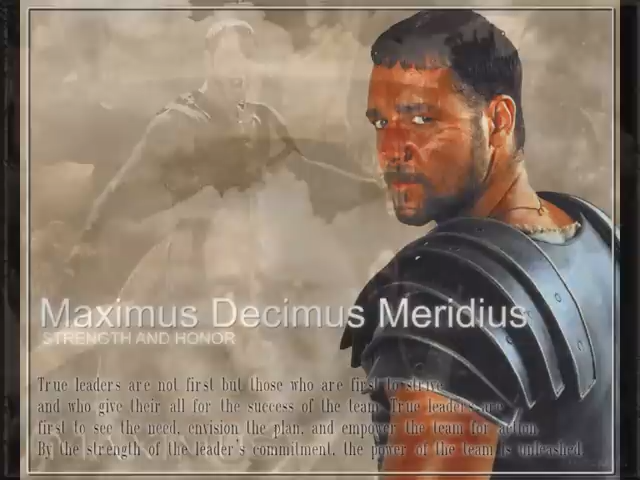 Maximus Decimus Meridius
STRENGTH AND HONOR
True leaders are not first but those who are first to strive
and who give their all for the success of the team. True leaders are
first to see the need, envision the plan, and empower the team for action.
By the strength of the leader's commitment, the power of the team is unleashed.